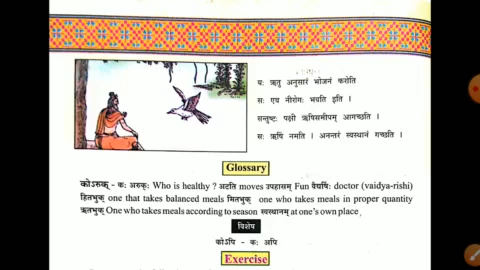 यः ऋतु अनुसारं भोजनं करोति
सः एव नीरोगः भवति इति ।
सन्तुष्टः पक्षी ऋषिसमीपम् आगच्छति ।
सः ऋषिं नमति । अनन्तरं स्वस्थानं गच्छति ।
Glossary
कोऽरुक् - कः अरुक्: Who is healthy ? अटति moves उपहासम् Fun वैद्यर्षिः doctor (vaidya-rishi)
हितभुक् one that takes balanced meals मितभुक् one who takes meals in proper quantity
ऋतभुक् One who takes meals according to season स्वस्थानम् at one's own place
विशेष
कोऽपि - कः अपि
Exercise